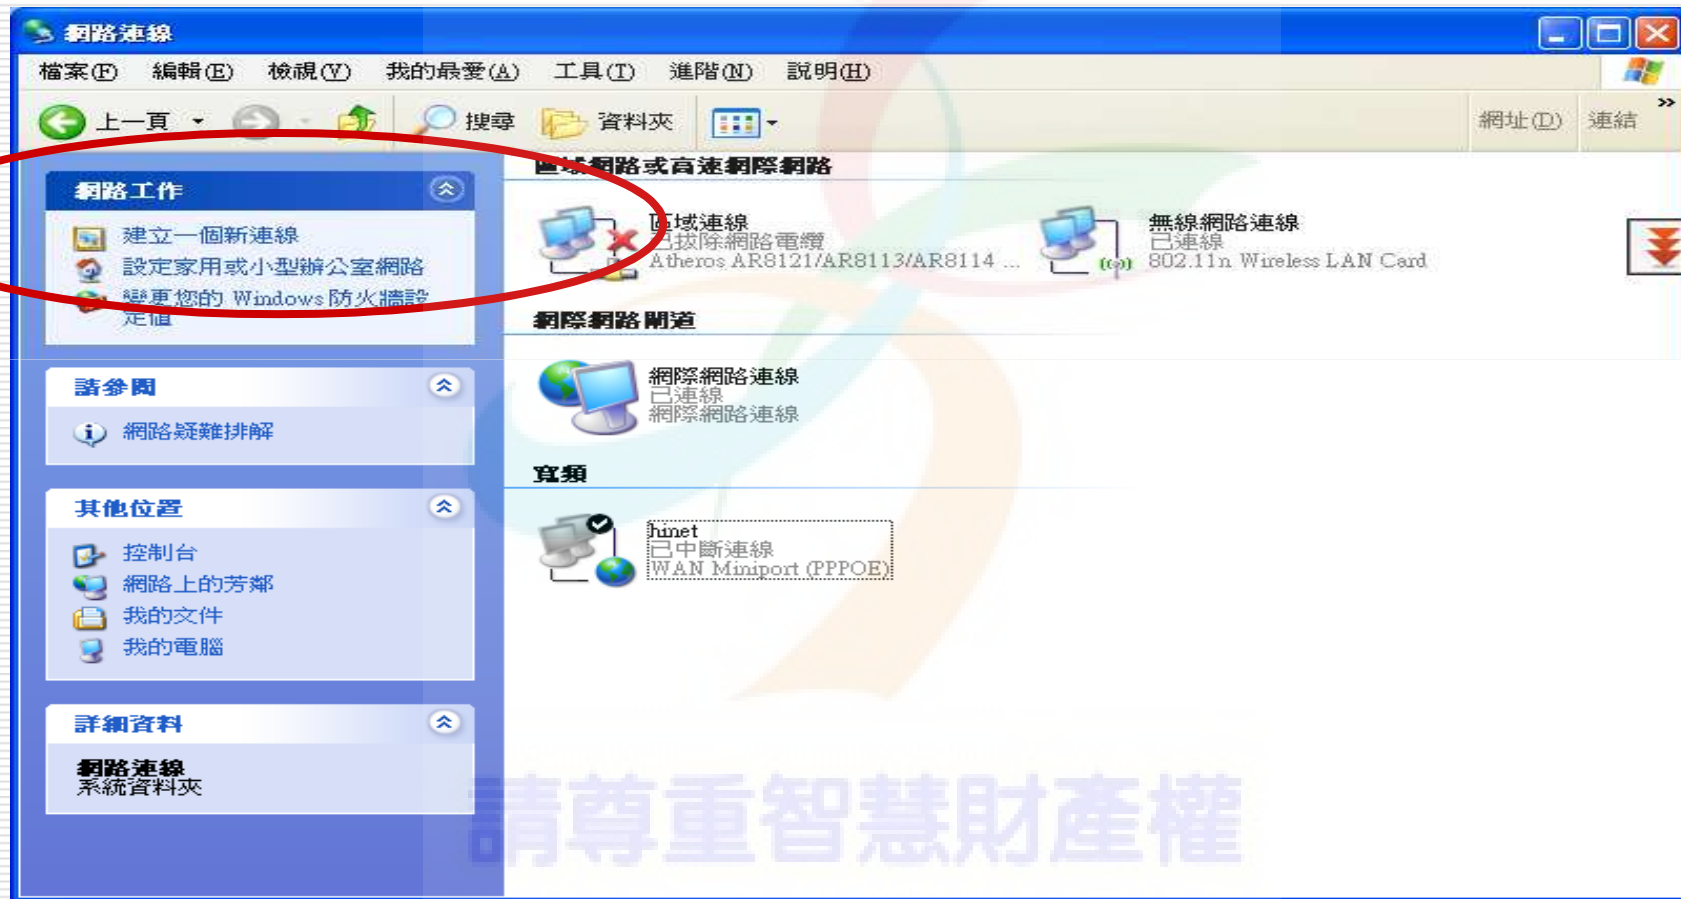 網路連線
檔案(F) 編輯(E) 檢視(V) 我的最愛(A) 工具(T) 進階(N) 說明(H)
上一頁 搜尋 資料夾 網址(D) 連結 »
網路工作
建立一個新連線
設定家用或小型辦公室網路
變更您的 Windows 防火牆設
定值
請參閱
網路疑難排解
其他位置
控制台
網路上的芳鄰
我的文件
我的電腦
詳細資料
網路連線
系統資料夾
區域網路或高速網際網路
區域連線
已拔除網路電纜
Atheros AR8121/AR8113/AR8114 ...
無線網路連線
已連線
802.11n Wireless LAN Card
網際網路閘道
網際網路連線
已連線
網際網路連線
寬頻
hinet
已中斷連線
WAN Miniport (PPPOE)
請尊重智慧財產權